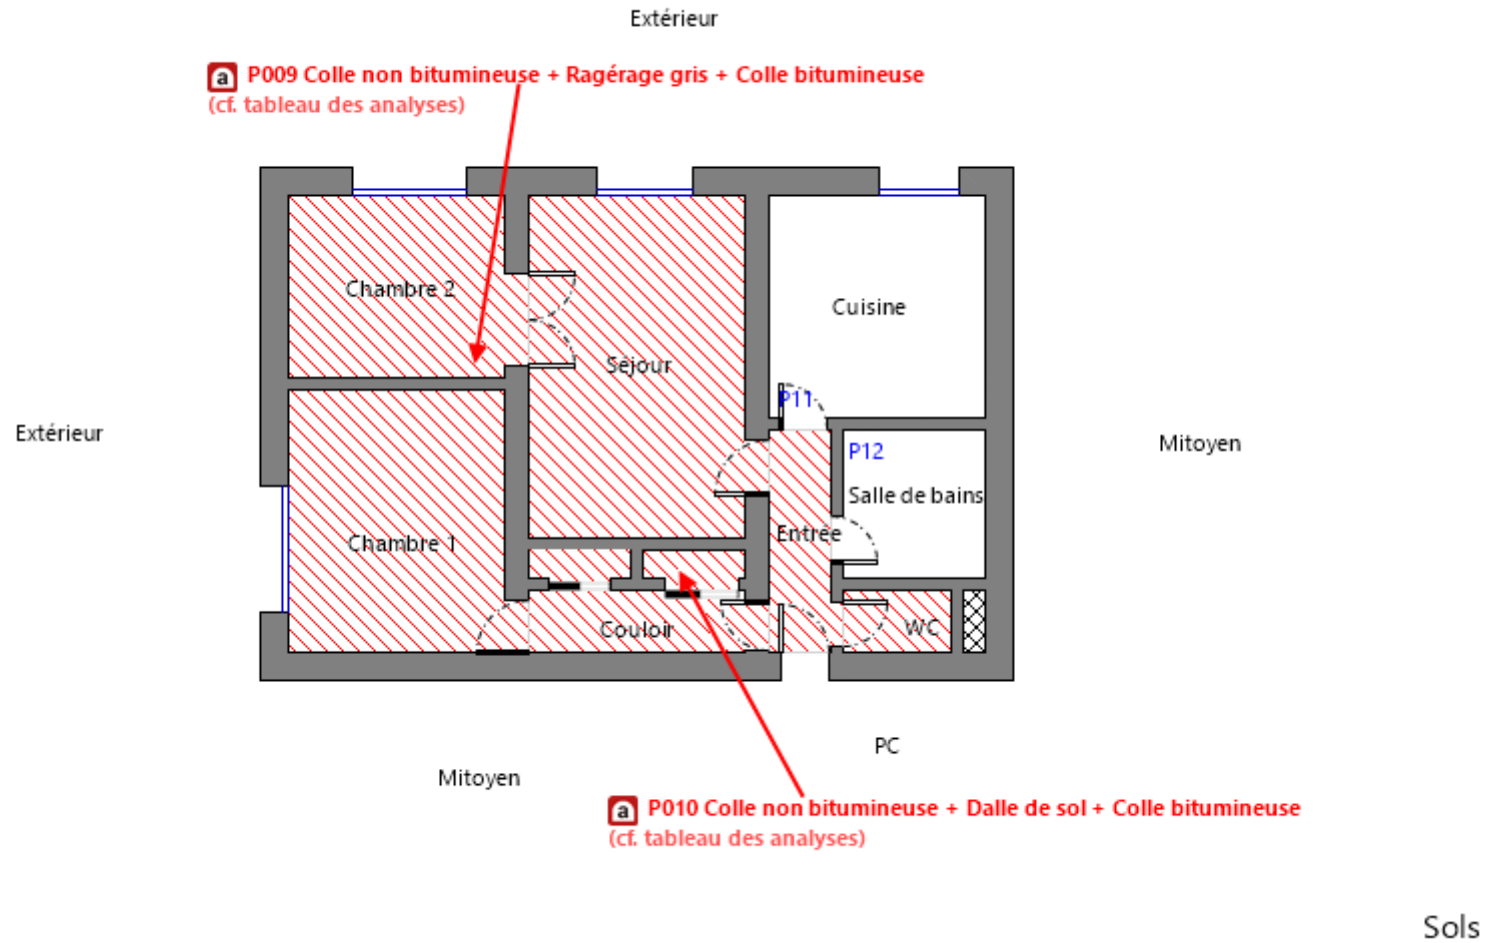 Extérieur
a P009 Colle non bitumineuse + Ragérage gris + Colle bitumineuse
(cf. tableau des analyses)
Chambre 2
Cuisine
Séjour
P11
Extérieur
Mitoyen
P12
Salle de bains
Entrée
Chambre 1
Couloir
WC
PC
Mitoyen
a P010 Colle non bitumineuse + Dalle de sol + Colle bitumineuse
(cf. tableau des analyses)
Sols